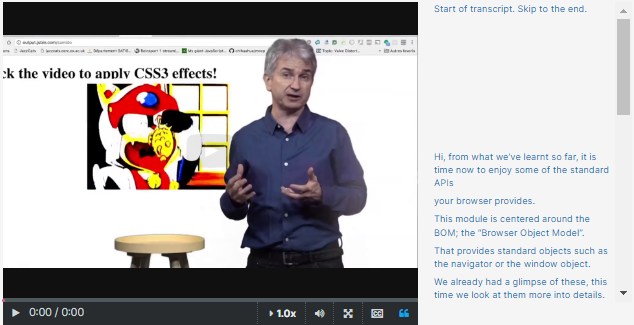 Start of transcript. Skip to the end.
output.jsbin.com
JazzCats
ck the video to apply CSS3 effects!
Hi, from what we've learnt so far, it is
time now to enjoy some of the standard
APIs
your browser provides.
This module is centered around the
BOM; the "Browser Object Model".
That provides standard objects such as
the navigator or the window object.
We already had a glimpse of these, this
time we look at them more into details.
0:00 / 0:00
1.0x